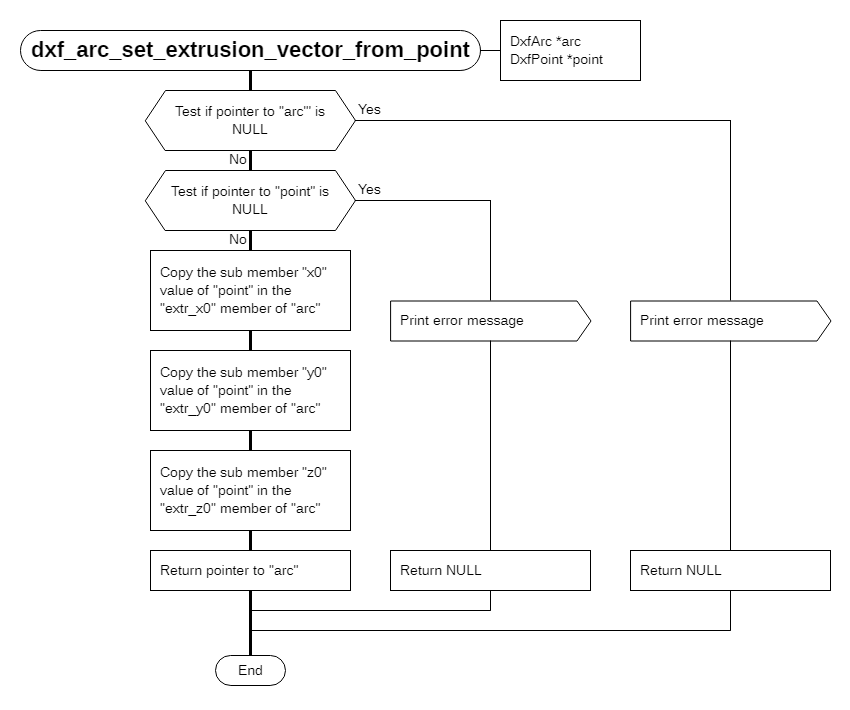 dxf_arc_set_extrusion_vector_from_point
DxfArc *arc
DxfPoint *point
Test if pointer to "arc'" is
NULL
Yes
No
Test if pointer to "point" is
NULL
Yes
No
Copy the sub member "x0"
value of "point" in the
"extr_x0" member of "arc"
Print error message
Print error message
Copy the sub member "y0"
value of "point" in the
"extr_y0" member of "arc"
Copy the sub member "z0"
value of "point" in the
"extr_z0" member of "arc"
Return pointer to "arc"
Return NULL
Return NULL
End